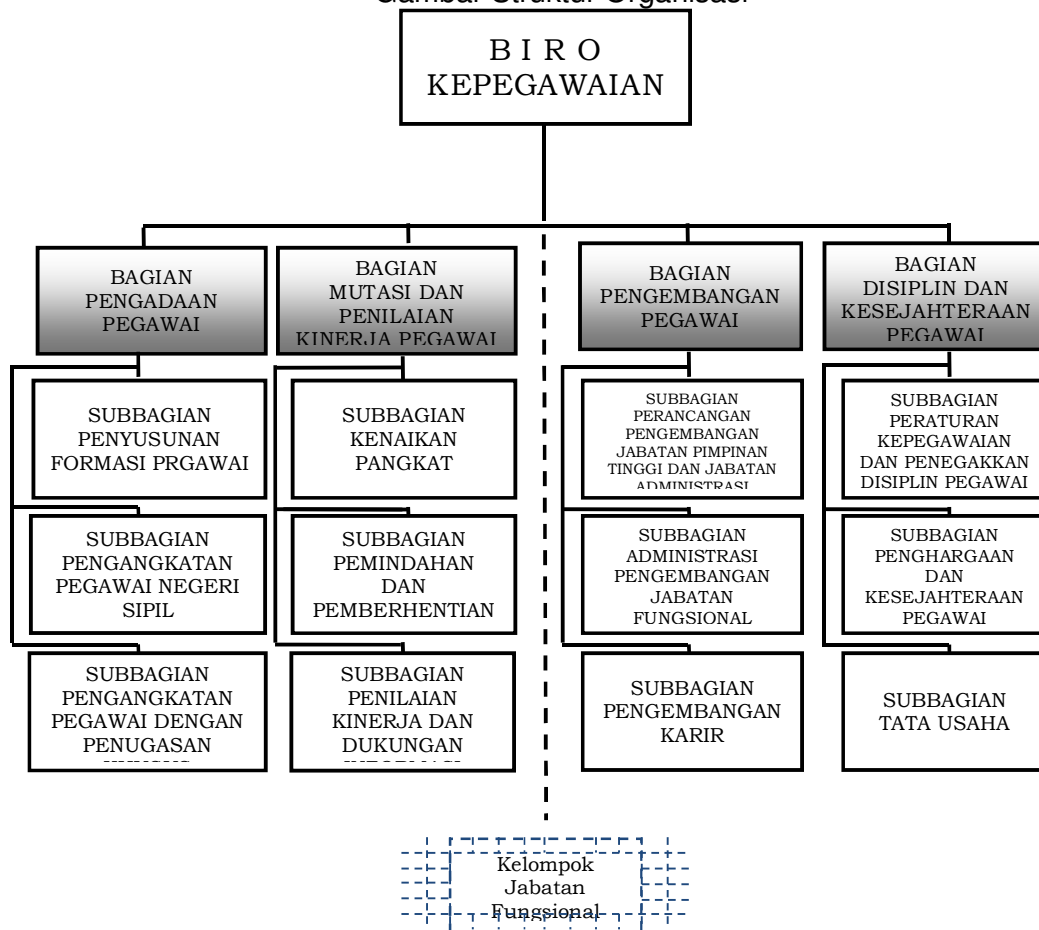 Gambar Struktur Organisasi
B I R O
KEPEGAWAIAN
BAGIAN
PENGADAAN
PEGAWAI
BAGIAN
MUTASI DAN
PENILAIAN
KINERJA PEGAWAI
BAGIAN
PENGEMBANGAN
PEGAWAI
BAGIAN
DISIPLIN DAN
KESEJAHTERAAN
PEGAWAI
SUBBAGIAN
PENYUSUNAN
FORMASI PRGAWAI
SUBBAGIAN
KENAIKAN
PANGKAT
SUBBAGIAN
PERANCANGAN
PENGEMBANGAN
JABATAN PIMPINAN
TINGGI DAN JABATAN
ADMINISTRASI
SUBBAGIAN
PERATURAN
KEPEGAWAIAN
DAN PENEGAKKAN
DISIPLIN PEGAWAI
SUBBAGIAN
PENGANGKATAN
PEGAWAI NEGERI
SIPIL
SUBBAGIAN
PEMINDAHAN
DAN
PEMBERHENTIAN
SUBBAGIAN
ADMINISTRASI
PENGEMBANGAN
JABATAN
FUNGSIONAL
SUBBAGIAN
PENGHARGAAN
DAN
KESEJAHTERAAN
PEGAWAI
SUBBAGIAN
PENGANGKATAN
PEGAWAI DENGAN
PENUGASAN
SUBBAGIAN
PENILAIAN
KINERJA DAN
DUKUNGAN
INFORMASI
SUBBAGIAN
PENGEMBANGAN
KARIR
SUBBAGIAN
TATA USAHA
Kelompok
Jabatan
Fungsional